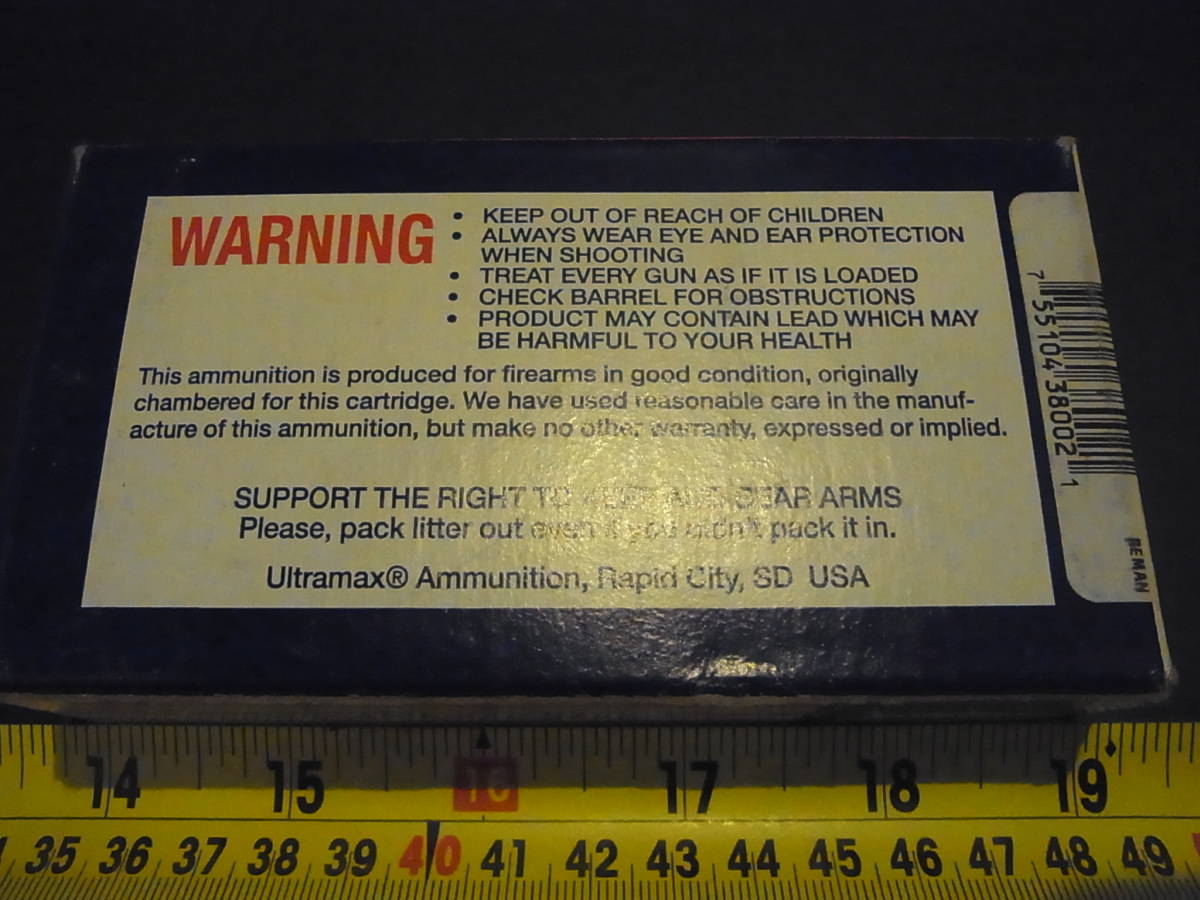 WARNING
• KEEP OUT OF REACH OF CHILDREN
• ALWAYS WEAR EYE AND EAR PROTECTION
WHEN SHOOTING
• TREAT EVERY GUN AS IF IT IS LOADED
• CHECK BARREL FOR OBSTRUCTIONS
• PRODUCT MAY CONTAIN LEAD WHICH MAY
BE HARMFUL TO YOUR HEALTH
This ammunition is produced for firearms in good condition, originally
chambered for this cartridge. We have used reasonable care in the manuf-
acture of this ammunition, but make no other warranty, expressed or implied.
SUPPORT THE RIGHT TO KEEP AND BEAR ARMS
Please, pack litter out even if you didn't pack it in.
Ultramax® Ammunition, Rapid City, SD USA
7 55104 38002 1
REMAN
14 15 16 17 18 19
35 36 37 38 39 40 41 42 43 44 45 46 47 48 49